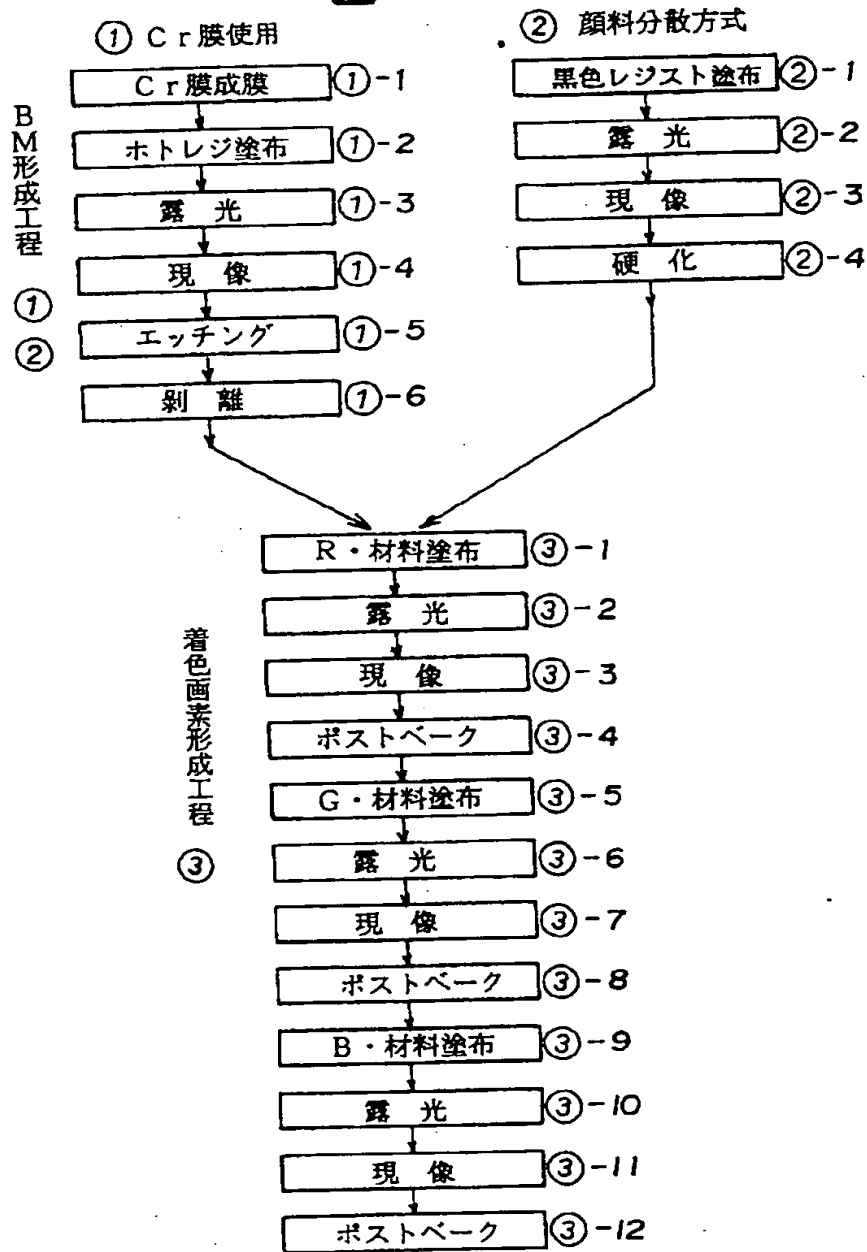 ① Cr膜使用
Cr膜成膜 ①-1
ホトレジ塗布 ①-2
露光 ①-3
現像 ①-4
エッチング ①-5
剝離 ①-6
BM形成工程
①
②
② 顔料分散方式
黒色レジスト塗布 ②-1
露光 ②-2
現像 ②-3
硬化 ②-4
着色画素形成工程
③
R・材料塗布 ③-1
露光 ③-2
現像 ③-3
ポストベーク ③-4
G・材料塗布 ③-5
露光 ③-6
現像 ③-7
ポストベーク ③-8
B・材料塗布 ③-9
露光 ③-10
現像 ③-11
ポストベーク ③-12